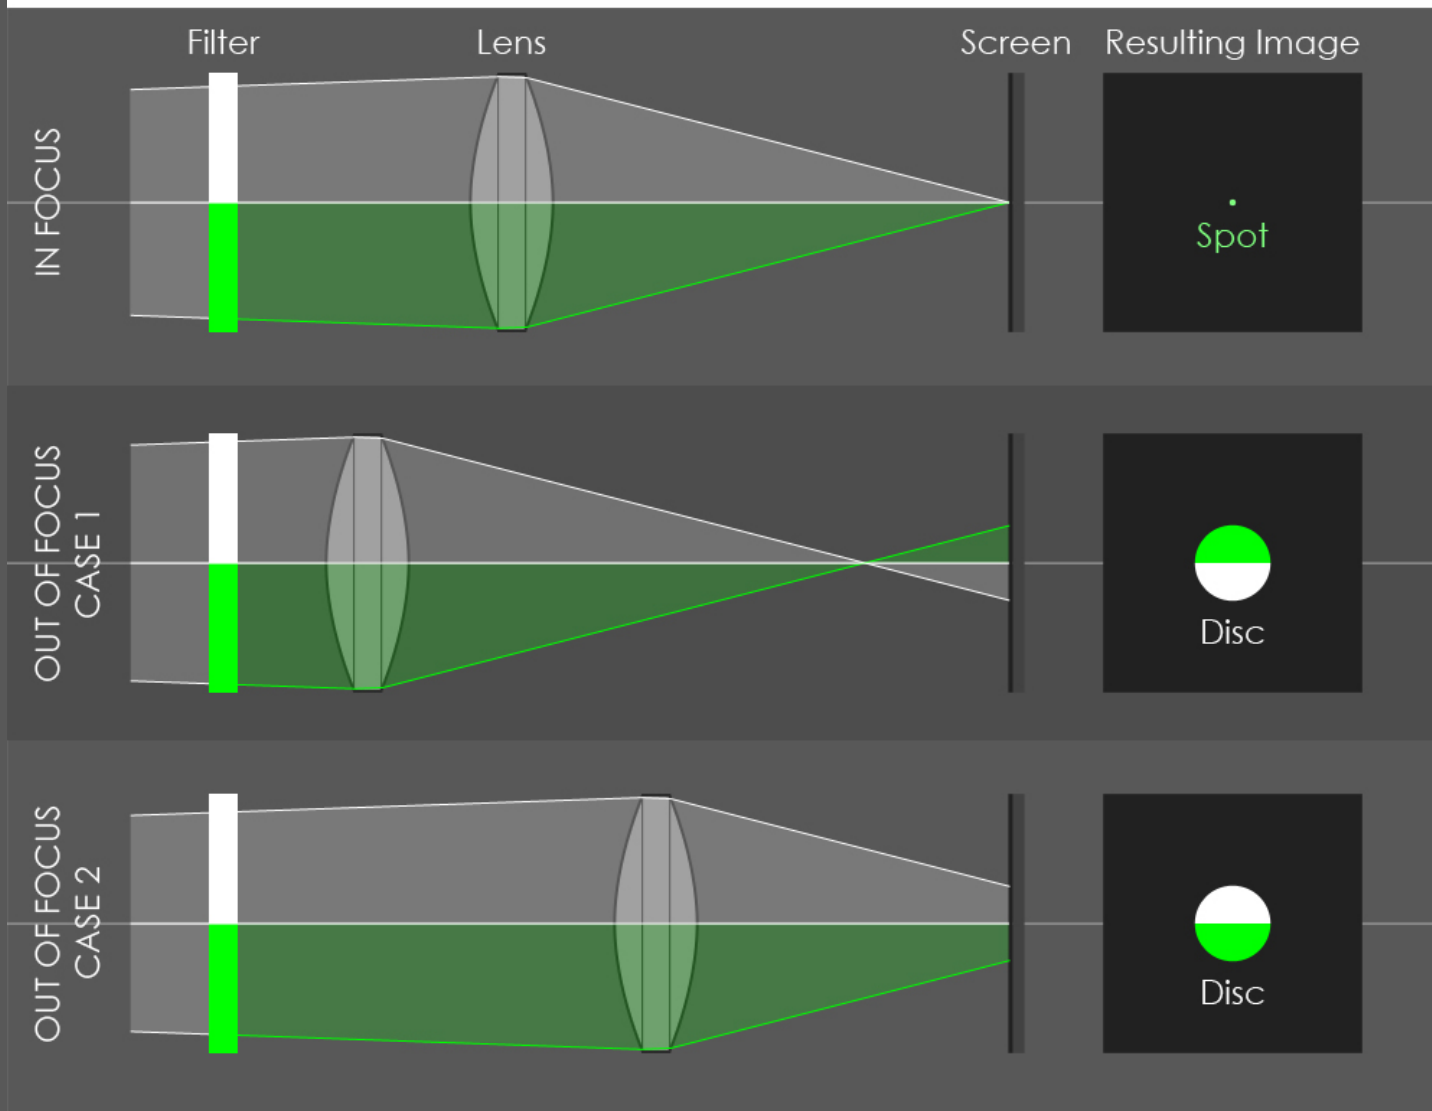 Filter
Lens
Screen
Resulting Image
IN FOCUS
Spot
OUT OF FOCUS
CASE 1
Disc
OUT OF FOCUS
CASE 2
Disc